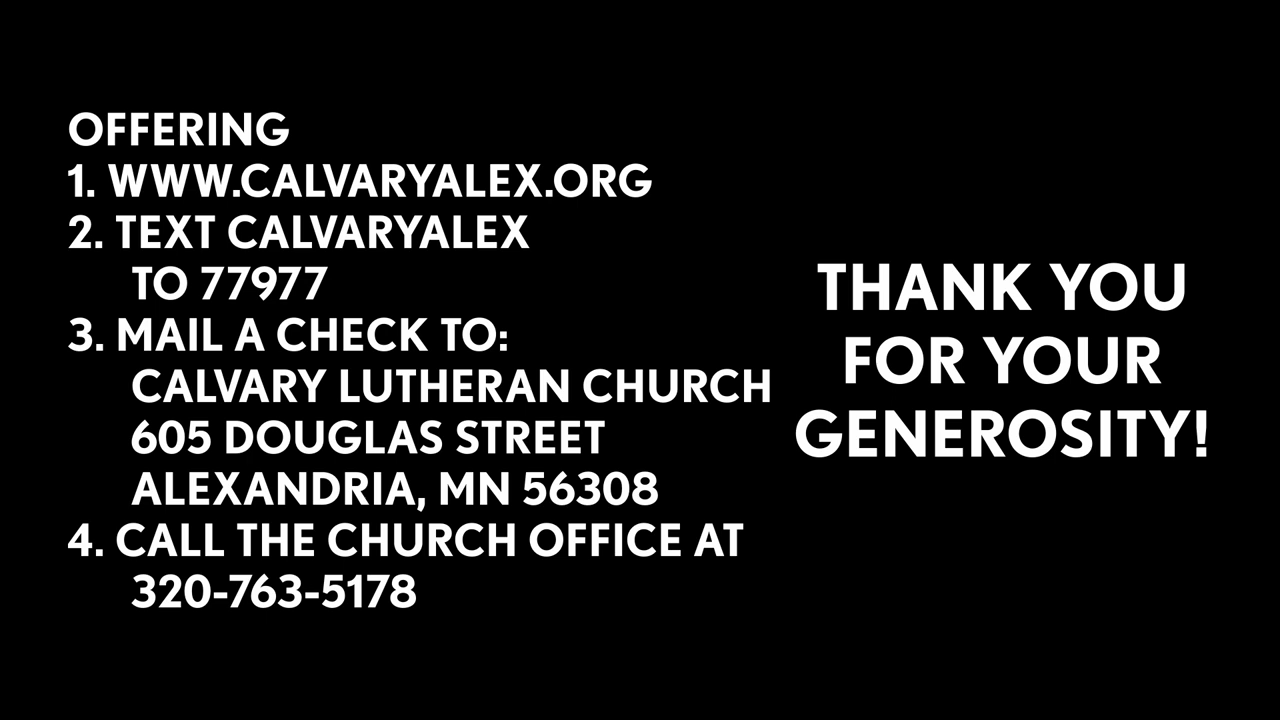 OFFERING
1. WWW.CALVARYALEX.ORG
2. TEXT CALVARYALEX
TO 77977
3. MAIL A CHECK TO:
CALVARY LUTHERAN CHURCH
605 DOUGLAS STREET
ALEXANDRIA, MN 56308
4. CALL THE CHURCH OFFICE AT
320-763-5178
THANK YOU
FOR YOUR
GENEROSITY!